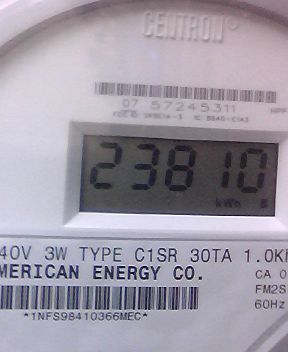 CENTRON®
07 57245311
23810
kWh
40V 3W TYPE C1SR 30TA 1.0K
MERICAN ENERGY CO.
CA 0
FM2S
60Hz
*1NFS98410366MEC*